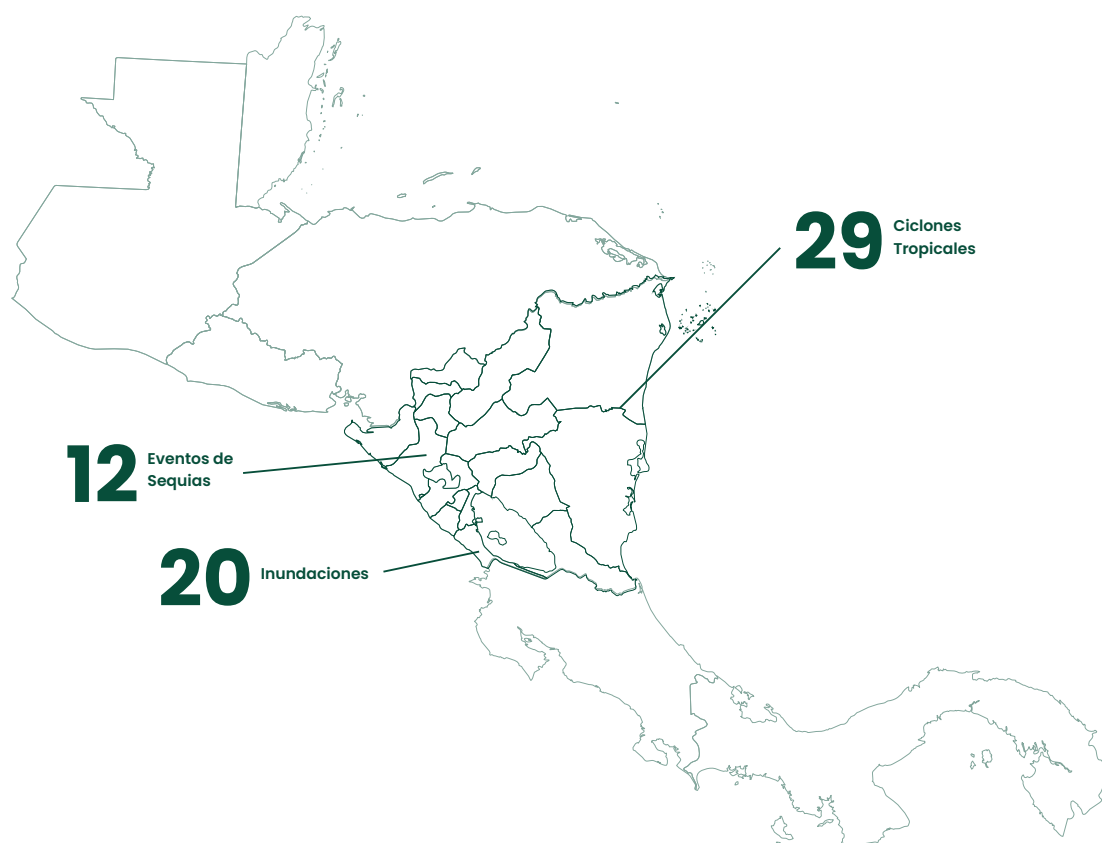 29 Ciclones
Tropicales
12 Eventos de
Sequias
20 Inundaciones